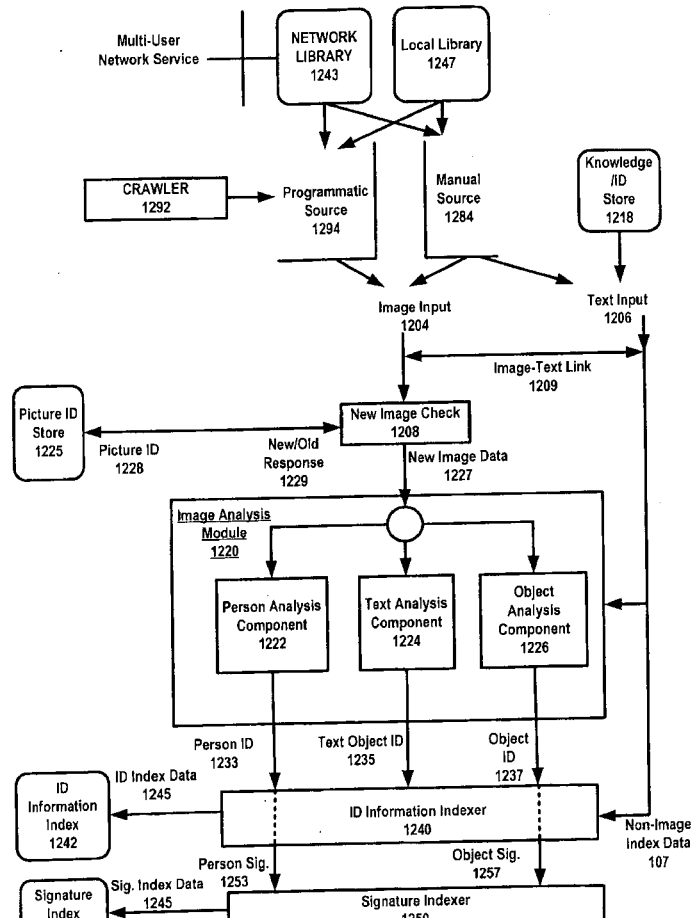 Multi-User
Network Service
NETWORK
LIBRARY
1243
Local Library
1247
CRAWLER
1292
Programmatic
Source
1294
Manual
Source
1284
Knowledge
/ID
Store
1218
Image Input
1204
Text Input
1206
Image-Text Link
1209
Picture ID
Store
1225
Picture ID
1228
New/Old
Response
1229
New Image Check
1208
New Image Data
1227
Image Analysis
Module
1220
Person Analysis
Component
1222
Text Analysis
Component
1224
Object
Analysis
Component
1226
Person ID
1233
Text Object ID
1235
Object
ID
1237
ID
Information
Index
1242
ID Index Data
1245
ID Information Indexer
1240
Non-Image
Index Data
107
Person Sig.
1253
Object Sig.
1257
Signature
Index
Sig. Index Data
1245
Signature Indexer